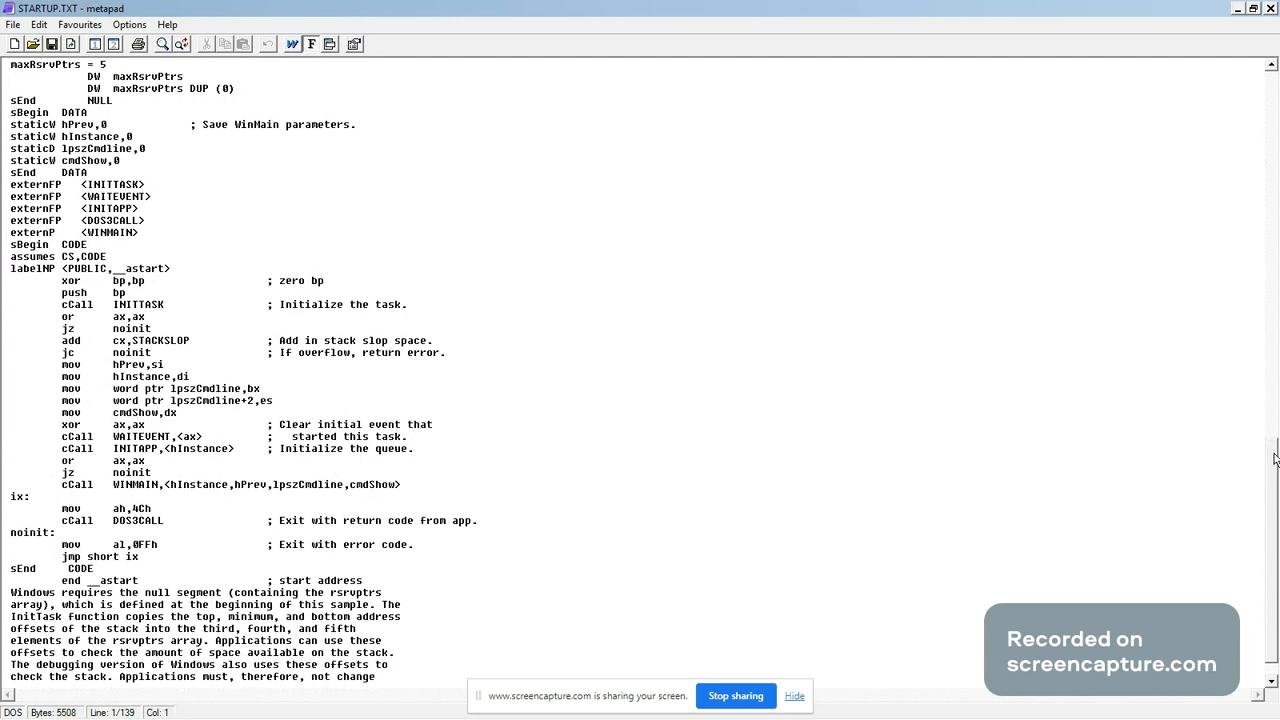 STARTUP.TXT - metapad
File Edit Favourites Options Help
maxRsrvPtrs = 5
DW maxRsrvPtrs
DW maxRsrvPtrs DUP (0)
sEnd NULL
sBegin DATA
staticW hPrev,0 ; Save WinMain parameters.
staticW hInstance,0
staticD lpszCmdline,0
staticW cmdShow,0
sEnd DATA
externFP <INITTASK>
externFP <WAITEVENT>
externFP <INITAPP>
externFP <DOS3CALL>
externP <WINMAIN>
sBegin CODE
assumes CS,CODE
labelNP <PUBLIC,__astart>
xor bp,bp ; zero bp
push bp
cCall INITTASK ; Initialize the task.
or ax,ax
jz noinit
add cx,STACKSLOP ; Add in stack slop space.
jc noinit ; If overflow, return error.
mov hPrev,si
mov hInstance,di
mov word ptr lpszCmdline,bx
mov word ptr lpszCmdline+2,es
mov cmdShow,dx
xor ax,ax ; Clear initial event that
cCall WAITEVENT,<ax> ; started this task.
cCall INITAPP,<hInstance> ; Initialize the queue.
or ax,ax
jz noinit
cCall WINMAIN,<hInstance,hPrev,lpszCmdline,cmdShow>
ix:
mov ah,4Ch
cCall DOS3CALL ; Exit with return code from app.
noinit:
mov al,0FFh ; Exit with error code.
jmp short ix
sEnd CODE
end __astart ; start address
Windows requires the null segment (containing the rsrvptrs
array), which is defined at the beginning of this sample. The
InitTask function copies the top, minimum, and bottom address
offsets of the stack into the third, fourth, and fifth
elements of the rsrvptrs array. Applications can use these
offsets to check the amount of space available on the stack.
The debugging version of Windows also uses these offsets to
check the stack. Applications must, therefore, not change
Recorded on
screencapture.com
www.screencapture.com is sharing your screen. Stop sharing Hide
DOS Bytes: 5508 Line: 1/139 Col: 1